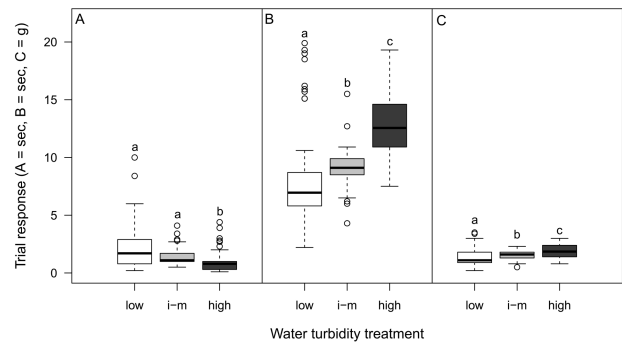 A
B
C
Trial response (A = sec, B = sec, C = g)
20
15
10
5
0
a
a
b
a
b
c
a
b
c
low
i−m
high
low
i−m
high
low
i−m
high
Water turbidity treatment